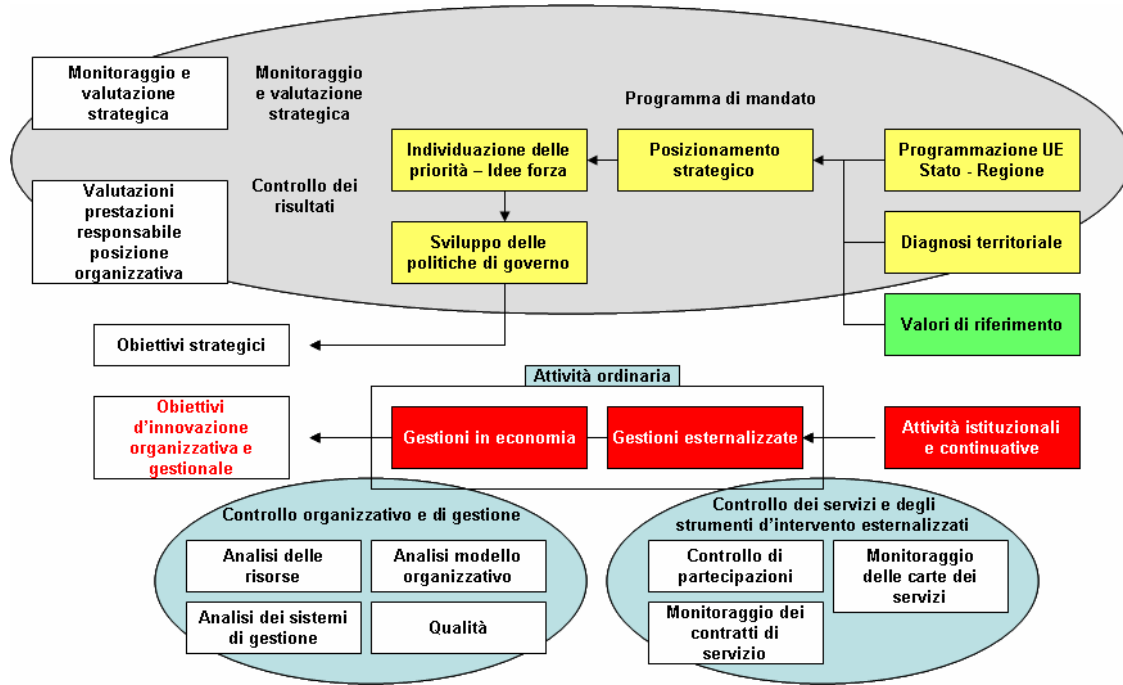 Monitoraggio e
valutazione
strategica
Monitoraggio
e valutazione
strategica
Programma di mandato
Individuazione delle
priorità – Idee forza
Posizionamento
strategico
Programmazione UE
Stato - Regione
Valutazioni
prestazioni
responsabile
posizione
organizzativa
Controllo dei
risultati
Sviluppo delle
politiche di governo
Diagnosi territoriale
Valori di riferimento
Obiettivi strategici
Attività ordinaria
Obiettivi
d'innovazione
organizzativa e
gestionale
Gestioni in economia
Gestioni esternalizzate
Attività istituzionali
e continuative
Controllo organizzativo e di gestione
Analisi delle
risorse
Analisi modello
organizzativo
Analisi dei sistemi
di gestione
Qualità
Controllo dei servizi e degli
strumenti d'intervento esternalizzati
Controllo di
partecipazioni
Monitoraggio
delle carte dei
servizi
Monitoraggio dei
contratti di
servizio